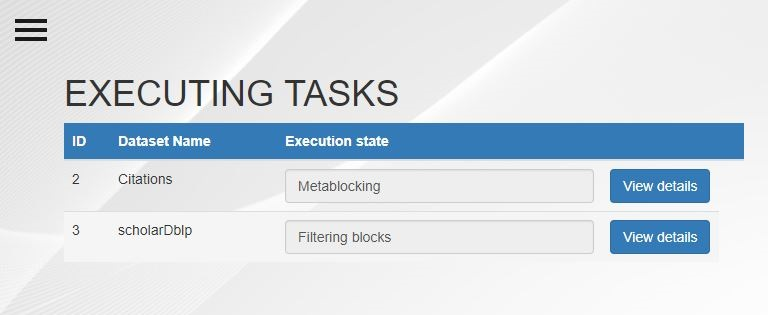 EXECUTING TASKS
ID Dataset Name Execution state
2 Citations Metablocking View details
3 scholarDblp Filtering blocks View details